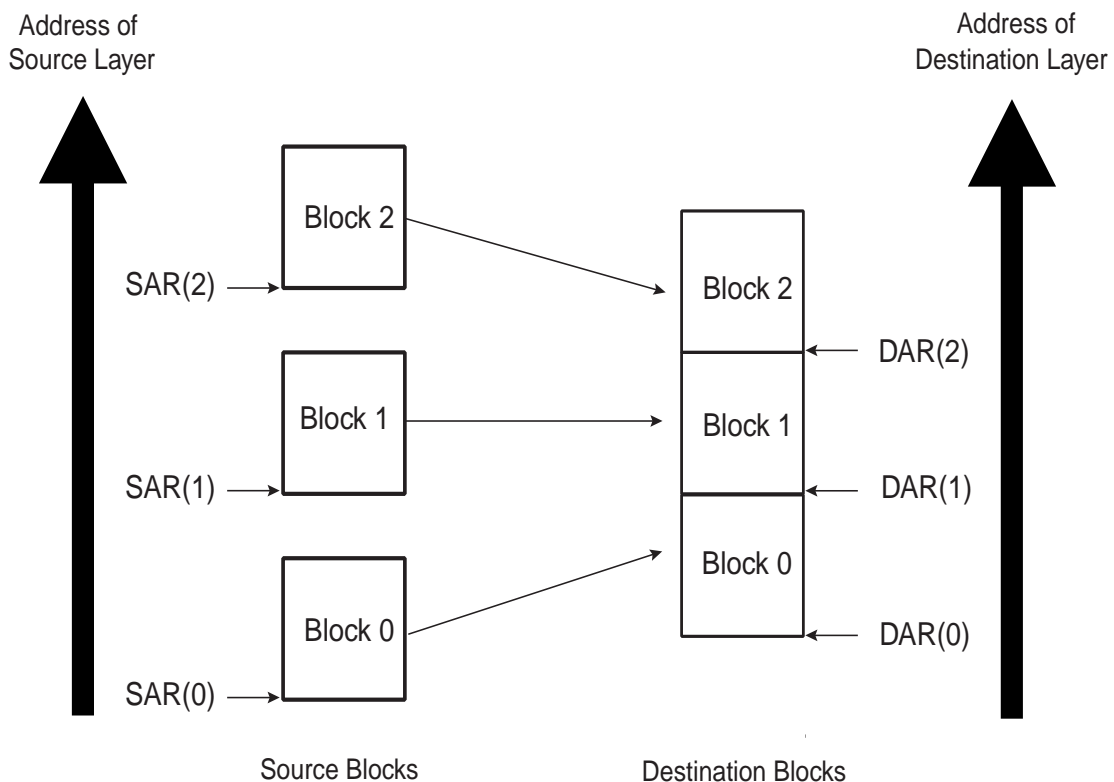 Address of
Source Layer
Address of
Destination Layer
Block 2
SAR(2)
Block 2
DAR(2)
Block 1
Block 1
SAR(1)
DAR(1)
Block 0
Block 0
DAR(0)
SAR(0)
Source Blocks
Destination Blocks